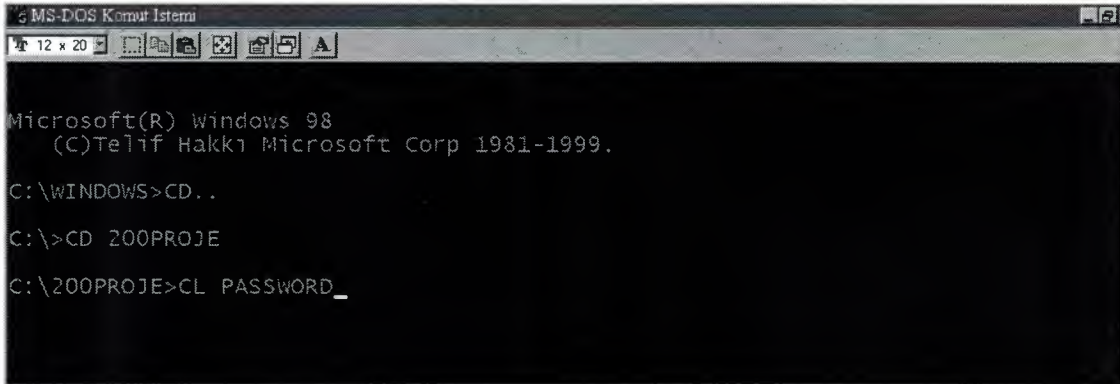 MS-DOS Komut İstemi
12 x 20 A
Microsoft(R) Windows 98
(C)Telif Hakkı Microsoft Corp 1981-1999.
C:\WINDOWS>CD..
C:\>CD 200PROJE
C:\200PROJE>CL PASSWORD_